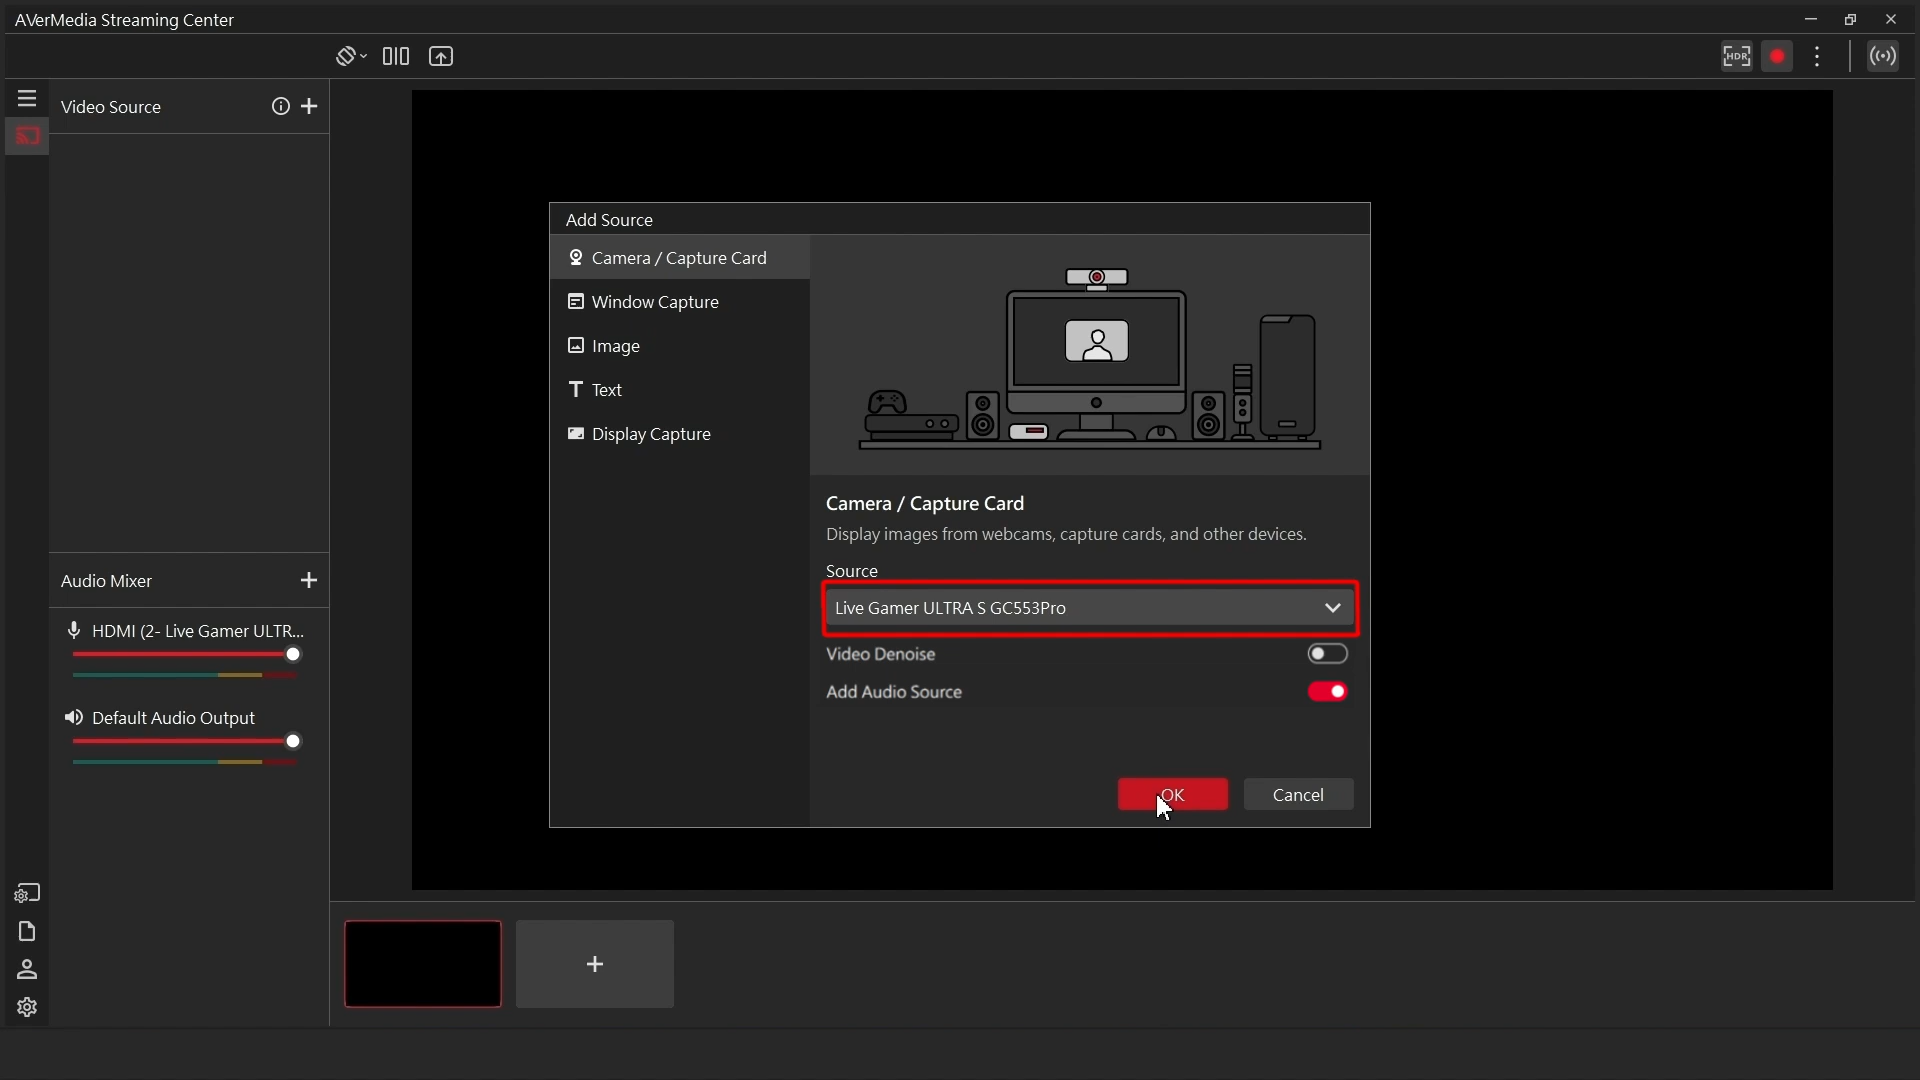 AVerMedia Streaming Center
HDR
Video Source
Add Source
Camera / Capture Card
Window Capture
Image
Text
Display Capture
Camera / Capture Card
Display images from webcams, capture cards, and other devices.
Source
Live Gamer ULTRA S GC553Pro
Video Denoise
Add Audio Source
OK
Cancel
Audio Mixer
HDMI (2- Live Gamer ULTR...
Default Audio Output